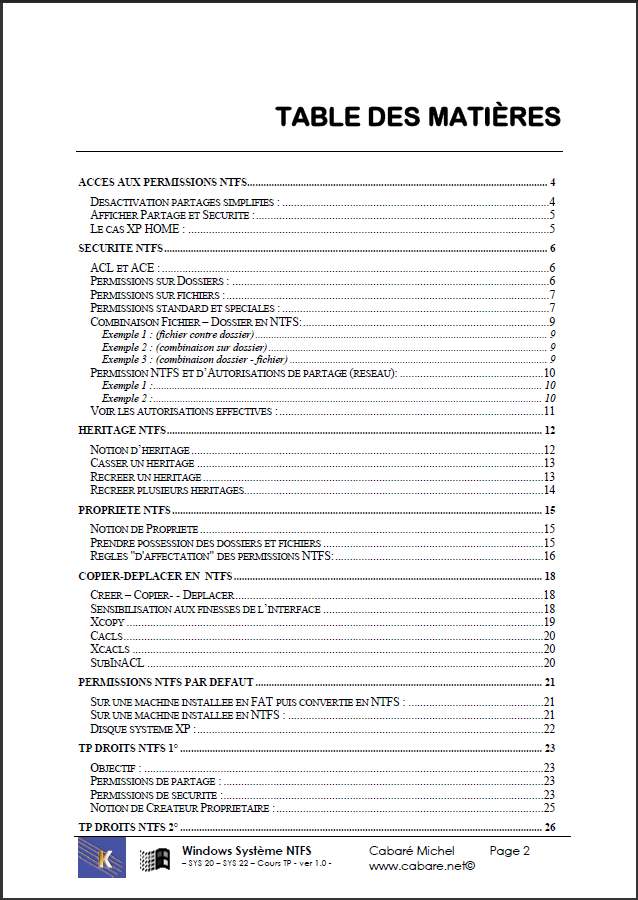 TABLE DES MATIÈRES
ACCES AUX PERMISSIONS NTFS.......... 4
DESACTIVATION PARTAGES SIMPLIFIES : .......... 4
AFFICHER PARTAGE ET SECURITE : .......... 5
LE CAS XP HOME : .......... 5
SECURITE NTFS .......... 6
ACL ET ACE : .......... 6
PERMISSIONS SUR DOSSIERS : .......... 6
PERMISSIONS SUR FICHIERS : .......... 7
PERMISSIONS STANDARD ET SPECIALES : .......... 7
COMBINAISON FICHIER – DOSSIER EN NTFS: .......... 9
Exemple 1 : (fichier contre dossier) .......... 9
Exemple 2 : (combinaison sur dossier) .......... 9
Exemple 3 : (combinaison dossier - fichier) .......... 9
PERMISSION NTFS ET D'AUTORISATIONS DE PARTAGE (RESEAU): .......... 10
Exemple 1 : .......... 10
Exemple 2 : .......... 10
VOIR LES AUTORISATIONS EFFECTIVES : .......... 11
HERITAGE NTFS .......... 12
NOTION D'HERITAGE .......... 12
CASSER UN HERITAGE .......... 13
RECREER UN HERITAGE .......... 13
RECREER PLUSIEURS HERITAGES .......... 14
PROPRIETE NTFS .......... 15
NOTION DE PROPRIETE .......... 15
PRENDRE POSSESSION DES DOSSIERS ET FICHIERS .......... 15
REGLES "D'AFFECTATION" DES PERMISSIONS NTFS: .......... 16
COPIER-DEPLACER EN NTFS .......... 18
CREER – COPIER- - DEPLACER .......... 18
SENSIBILISATION AUX FINESSES DE L'INTERFACE .......... 18
XCOPY .......... 19
CACLS .......... 20
XCACLS .......... 20
SUBINACL .......... 20
PERMISSIONS NTFS PAR DEFAUT .......... 21
SUR UNE MACHINE INSTALLEE EN FAT PUIS CONVERTIE EN NTFS : .......... 21
SUR UNE MACHINE INSTALLEE EN NTFS : .......... 21
DISQUE SYSTEME XP : .......... 22
TP DROITS NTFS 1° .......... 23
OBJECTIF : .......... 23
PERMISSIONS DE PARTAGE : .......... 23
PERMISSIONS DE SECURITE : .......... 23
NOTION DE CREATEUR PROPRIETAIRE : .......... 25
TP DROITS NTFS 2° .......... 26
K
Windows Système NTFS Cabaré Michel Page 2
– SYS 20 – SYS 22 – Cours TP - ver 1.0 - www.cabare.net©